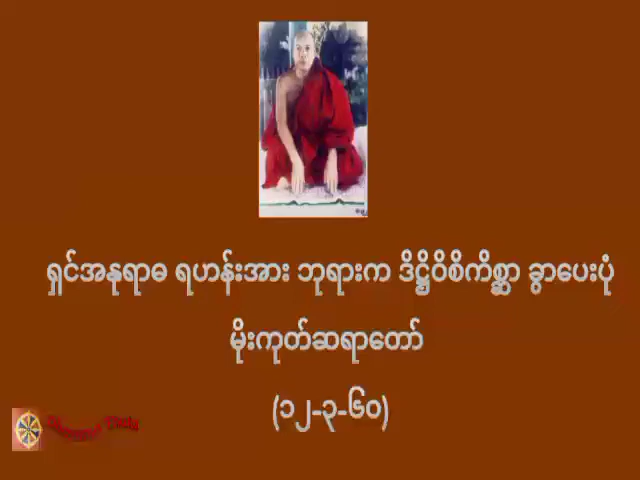 ရှင်အနုရာဓ ရဟန်းအား ဘုရားက ဒိဋ္ဌိဝိစိကိစ္ဆာ ခွာပေးပုံ
မိုးကုတ်ဆရာတော်
(၁၂-၃-၆၀)